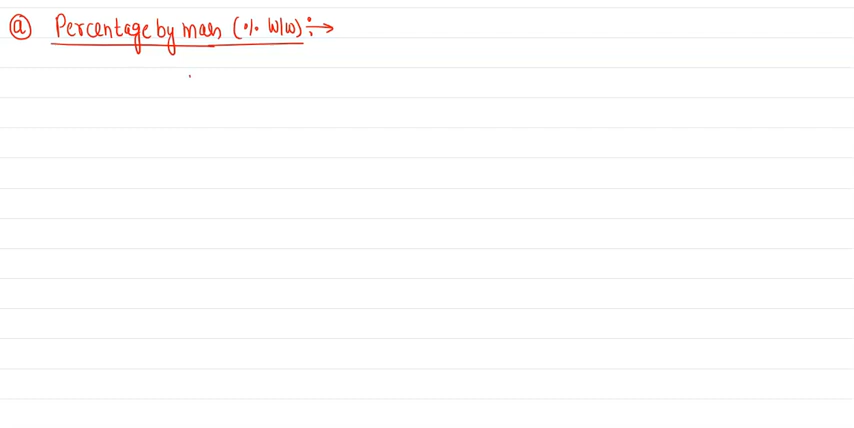 ⓐ Percentage by mass (% W/W) :→